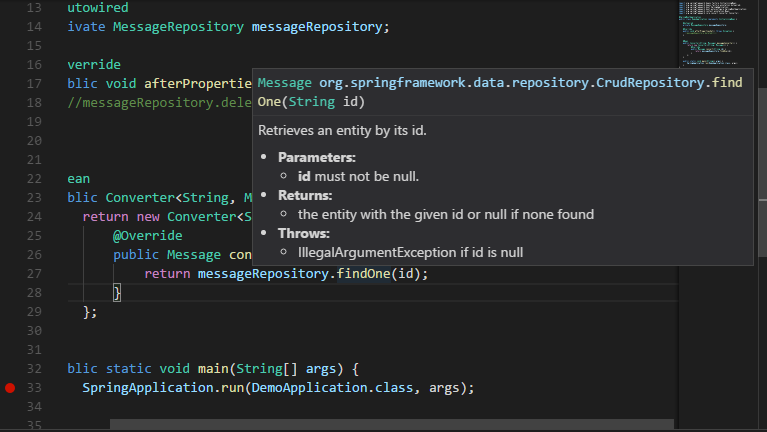 13 utowired
14 ivate MessageRepository messageRepository;
15
16 verride
17 blic void afterPropertie
18 //messageRepository.dele
19
20
21
22 ean
23 blic Converter<String, M
24 return new Converter<S
25 @Override
26 public Message con
27 return messageRepository.findOne(id);
28 }
29 };
30
31
32 blic static void main(String[] args) {
33 SpringApplication.run(DemoApplication.class, args);
34
35
Message org.springframework.data.repository.CrudRepository.find
One(String id)
Retrieves an entity by its id.
• Parameters:
○ id must not be null.
• Returns:
○ the entity with the given id or null if none found
• Throws:
○ IllegalArgumentException if id is null